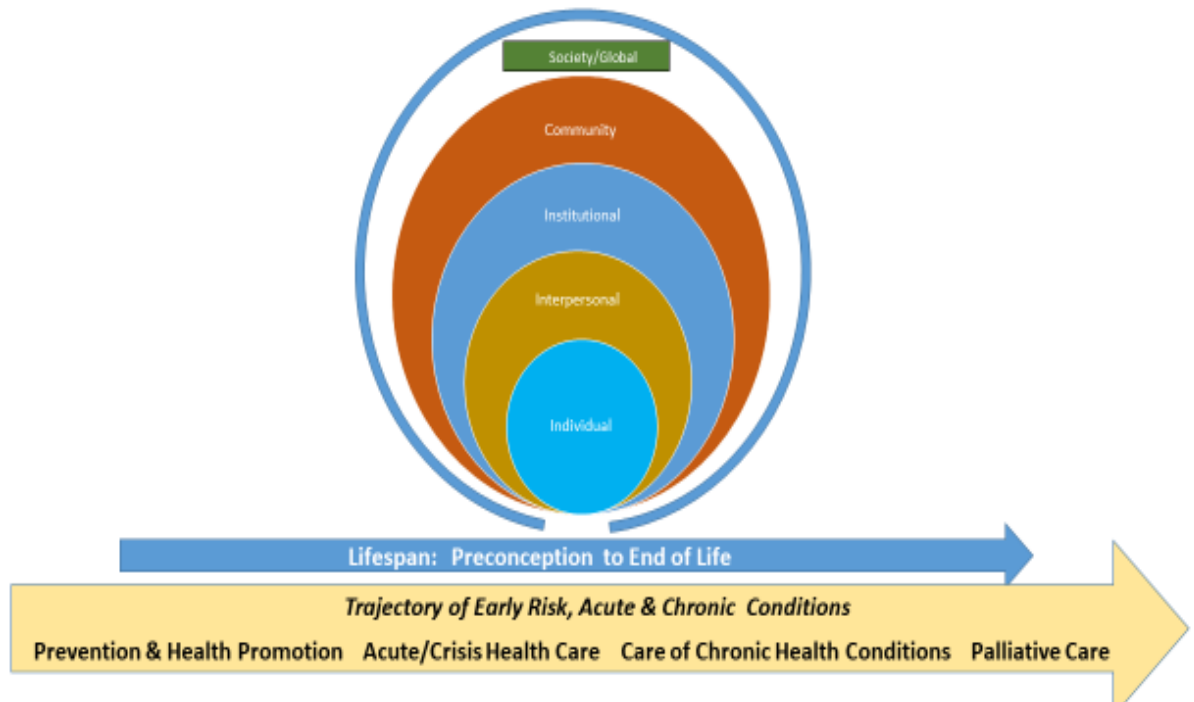 Society/Global
Community
Institutional
Interpersonal
Individual
Lifespan: Preconception to End of Life
Trajectory of Early Risk, Acute & Chronic Conditions
Prevention & Health Promotion Acute/Crisis Health Care Care of Chronic Health Conditions Palliative Care